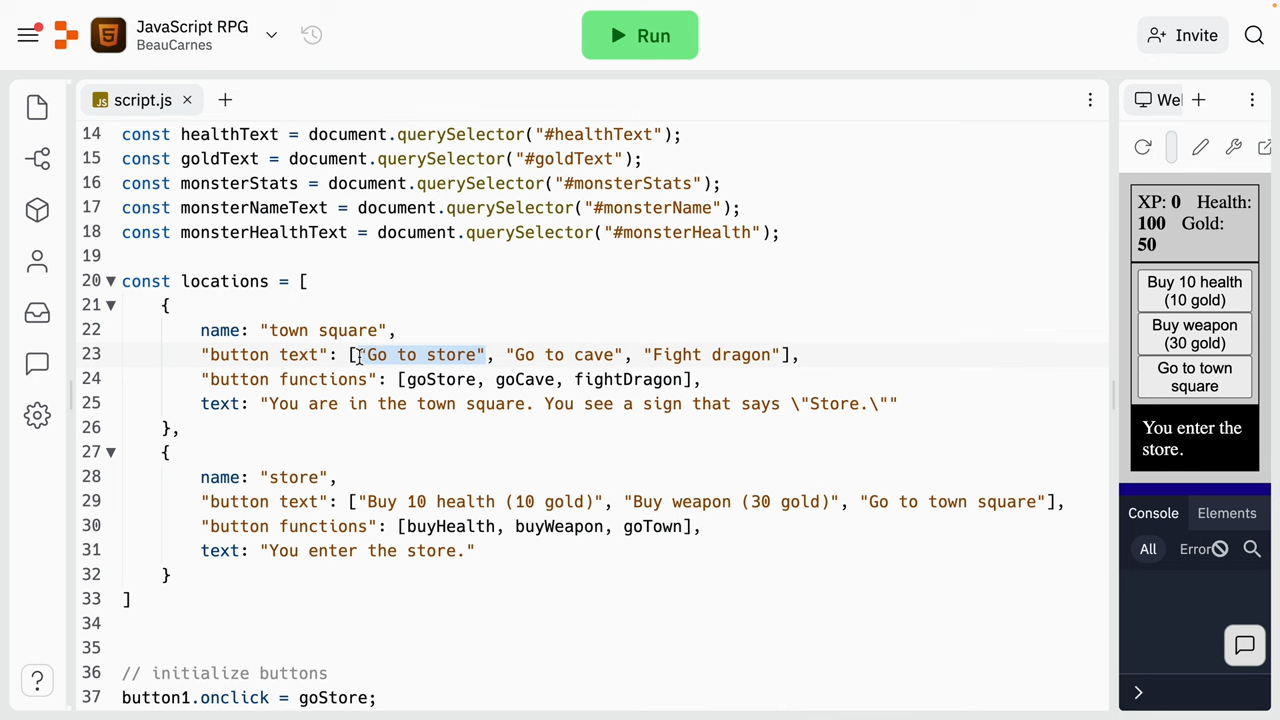 JavaScript RPG
BeauCarnes
Run
Invite
JS script.js
14 const healthText = document.querySelector("#healthText");
15 const goldText = document.querySelector("#goldText");
16 const monsterStats = document.querySelector("#monsterStats");
17 const monsterNameText = document.querySelector("#monsterName");
18 const monsterHealthText = document.querySelector("#monsterHealth");
19
20 const locations = [
21 {
22 name: "town square",
23 "button text": ["Go to store", "Go to cave", "Fight dragon"],
24 "button functions": [goStore, goCave, fightDragon],
25 text: "You are in the town square. You see a sign that says \"Store.\""
26 },
27 {
28 name: "store",
29 "button text": ["Buy 10 health (10 gold)", "Buy weapon (30 gold)", "Go to town square"],
30 "button functions": [buyHealth, buyWeapon, goTown],
31 text: "You enter the store."
32 }
33 ]
34
35
36 // initialize buttons
37 button1.onclick = goStore;
?
We
XP: 0 Health:
100 Gold:
50
Buy 10 health
(10 gold)
Buy weapon
(30 gold)
Go to town
square
You enter the
store.
Console Elements
All Error